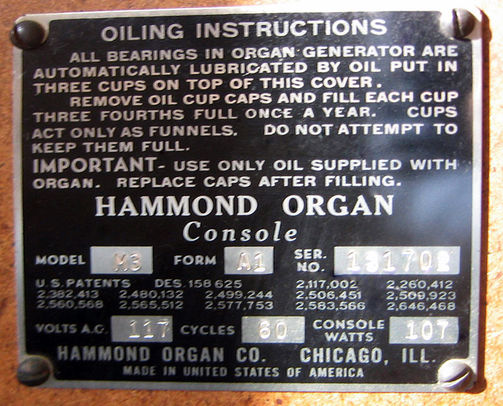 OILING INSTRUCTIONS
ALL BEARINGS IN ORGAN GENERATOR ARE
AUTOMATICALLY LUBRICATED BY OIL PUT IN
THREE CUPS ON TOP OF THIS COVER.
REMOVE OIL CUP CAPS AND FILL EACH CUP
THREE FOURTHS FULL ONCE A YEAR. CUPS
ACT ONLY AS FUNNELS. DO NOT ATTEMPT TO
KEEP THEM FULL.
IMPORTANT- USE ONLY OIL SUPPLIED WITH
ORGAN. REPLACE CAPS AFTER FILLING.
HAMMOND ORGAN
Console
MODEL M3 FORM A1 SER. NO. 131702
U.S. PATENTS DES. 158 625 2,117,002 2,260,412
2,382,413 2,480,132 2,499,244 2,506,451 2,509,923
2,560,568 2,565,512 2,577,753 2,583,566 2,646,468
VOLTS A.C. 117 CYCLES 60 CONSOLE WATTS 107
HAMMOND ORGAN CO. CHICAGO, ILL.
MADE IN UNITED STATES OF AMERICA